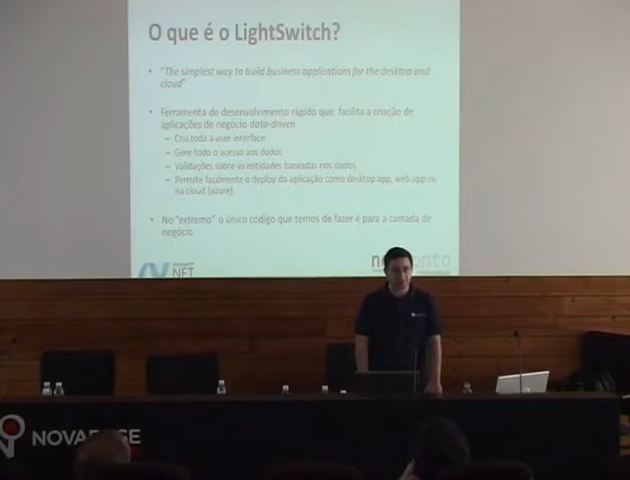 O que é o LightSwitch?
• "The simplest way to build business applications for the desktop and
cloud"
• Ferramenta de desenvolvimento rápido que facilita a criação de
aplicações de negócio data-driven
– Cria toda a user interface
– Gere todo o acesso aos dados
– Validações sobre as entidades baseadas nos dados
– Permite facilmente o deploy da aplicação como desktop app, web app ou
na cloud (azure)
• No "extremo" o único código que temos de fazer é para a camada de
negócio
Microsoft
.NET
NOVABASE